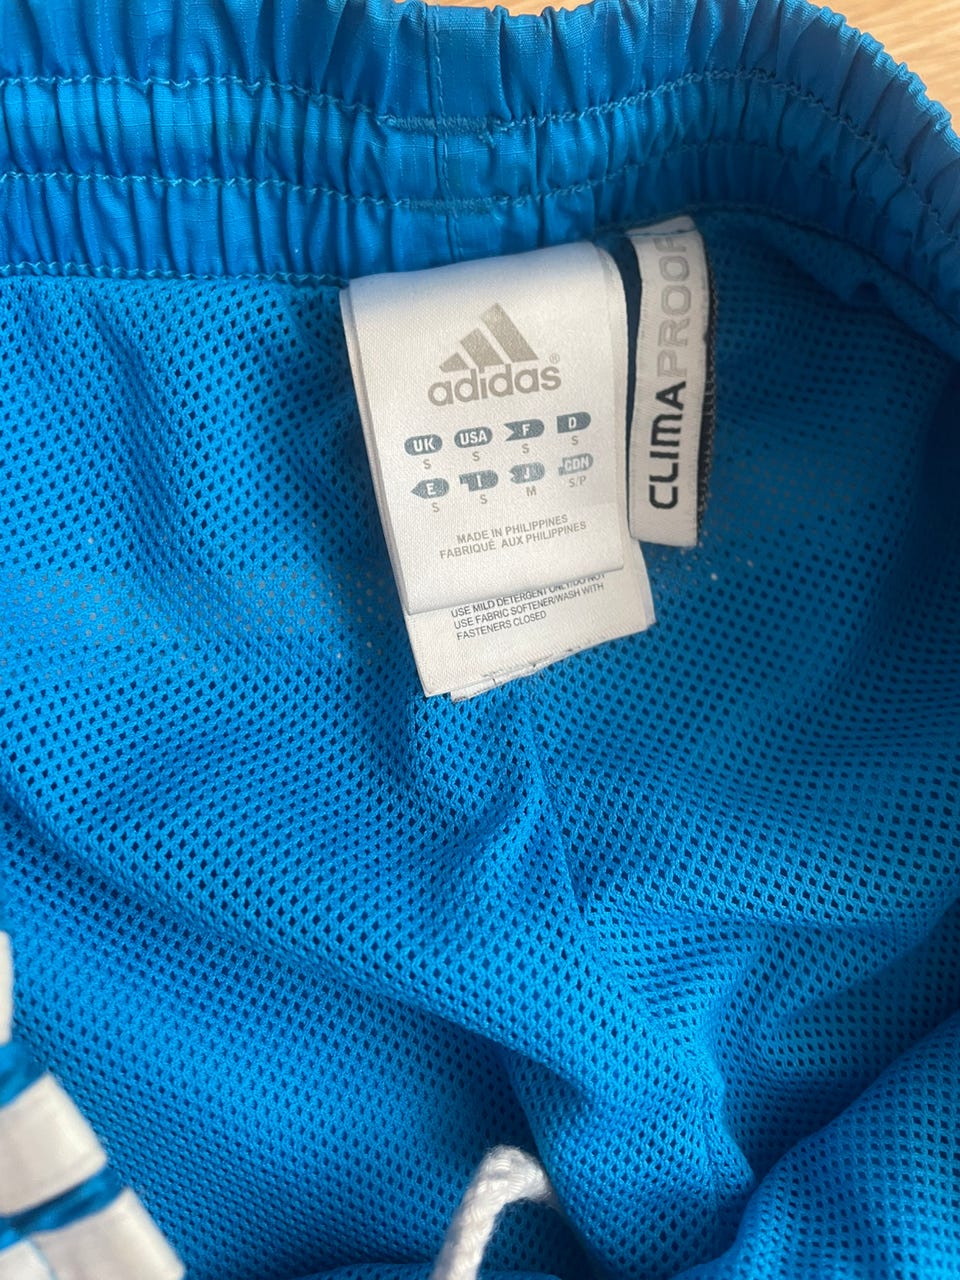 adidas®
UK USA F D
S S S S
E I J CDN
S S M S/P
MADE IN PHILIPPINES
FABRIQUÉ AUX PHILIPPINES
USE MILD DETERGENT ONLY/DO NOT
USE FABRIC SOFTENER/WASH WITH
FASTENERS CLOSED
CLIMAPROOF